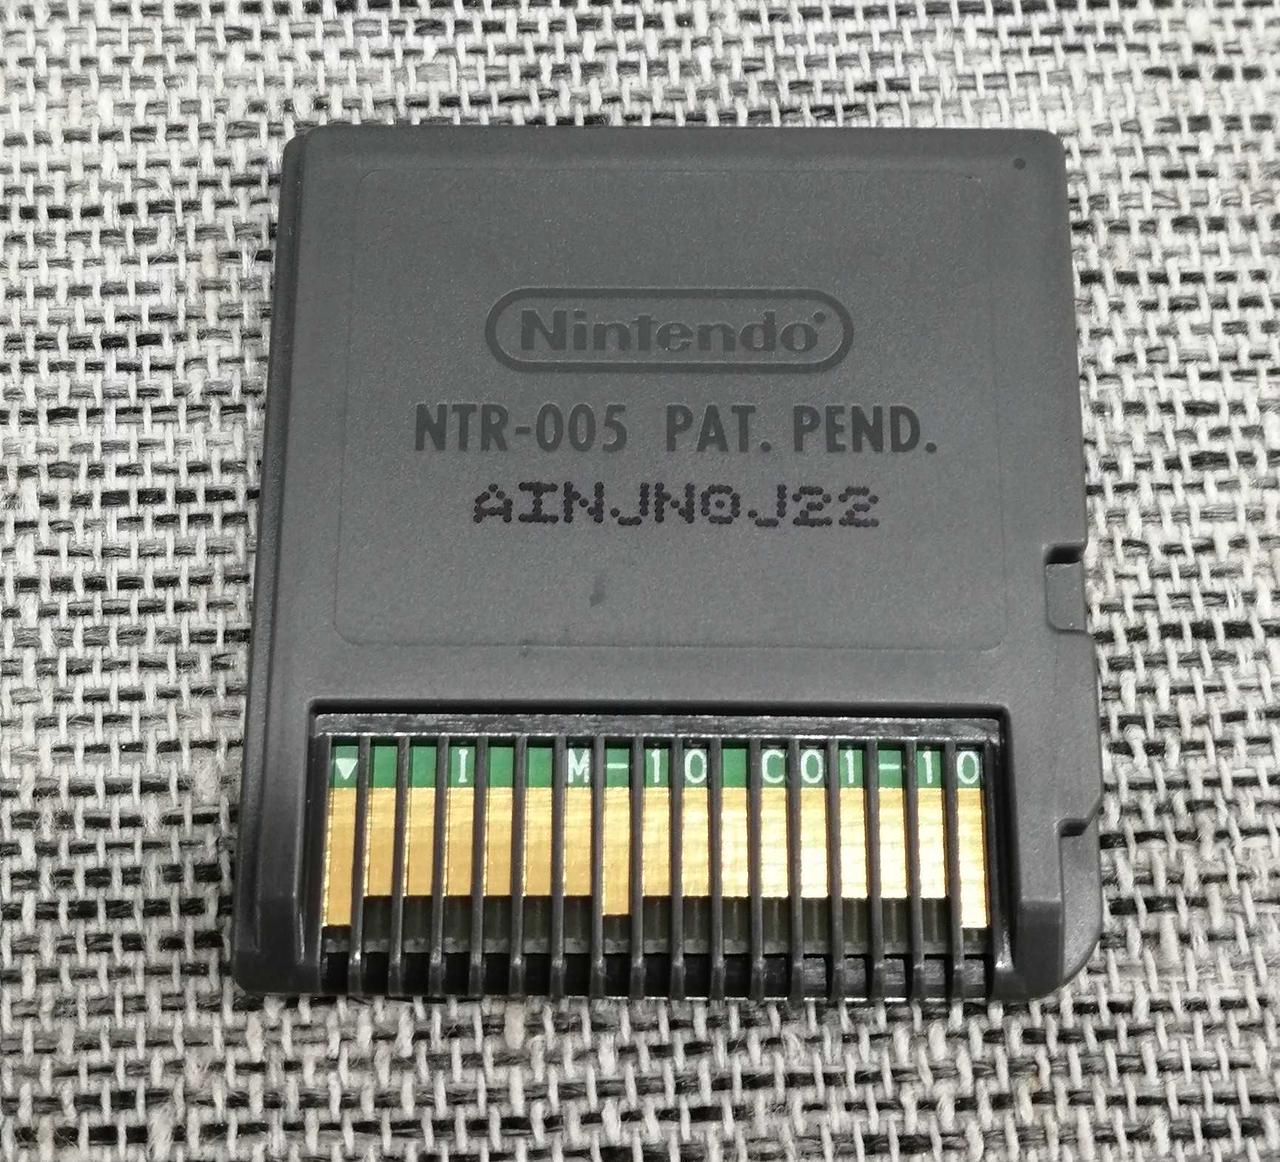 Nintendo
NTR-005 PAT. PEND.
AINJN0J22
I M-10 C01-10